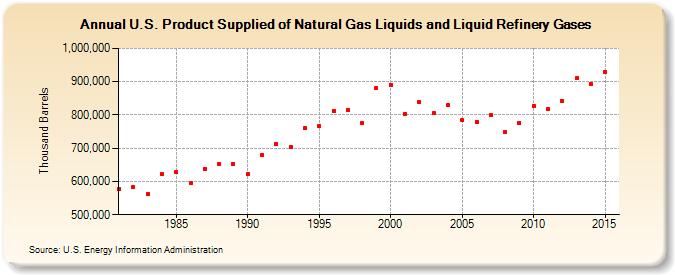 Annual U.S. Product Supplied of Natural Gas Liquids and Liquid Refinery Gases
Thousand Barrels
1,000,000
900,000
800,000
700,000
600,000
500,000
1985 1990 1995 2000 2005 2010 2015
Source: U.S. Energy Information Administration